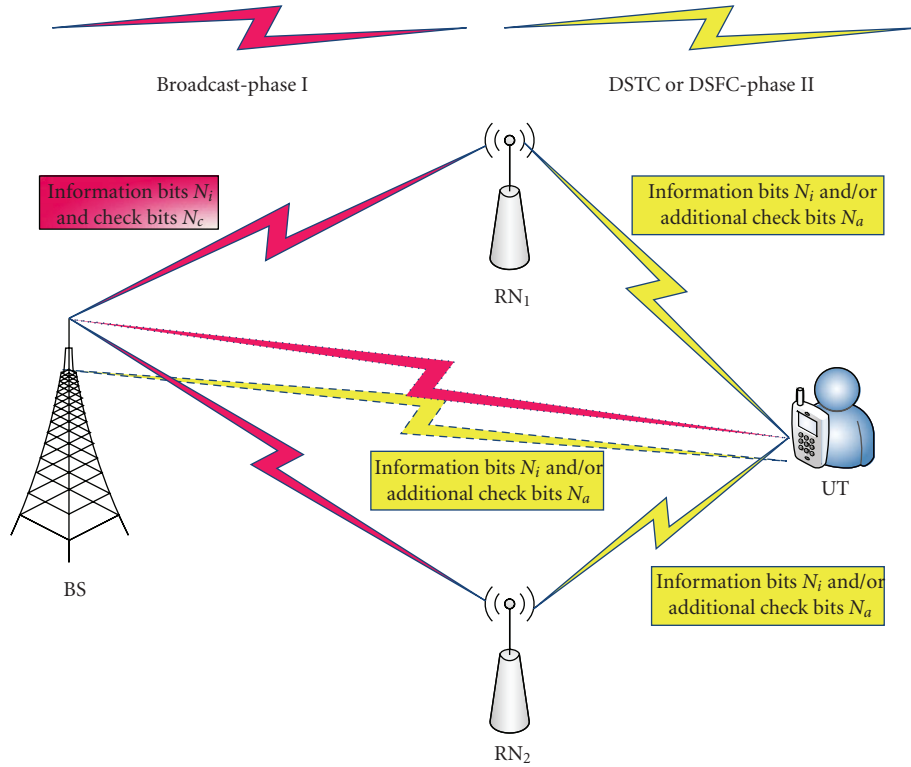 Broadcast-phase I
DSTC or DSFC-phase II
Information bits N_i
and check bits N_c
Information bits N_i and/or
additional check bits N_a
RN₁
Information bits N_i and/or
additional check bits N_a
UT
BS
Information bits N_i and/or
additional check bits N_a
RN₂